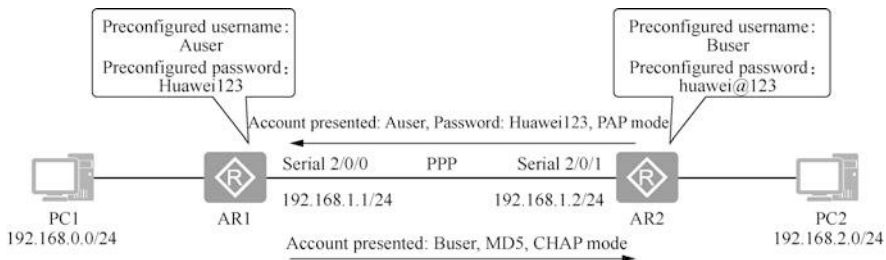 Preconfigured username:
Auser
Preconfigured password:
Huawei123
Preconfigured username:
Buser
Preconfigured password:
huawei@123
Account presented: Auser, Password: Huawei123, PAP mode
Serial 2/0/0
PPP
Serial 2/0/1
R
R
192.168.1.1/24
192.168.1.2/24
PC1
AR1
AR2
PC2
192.168.0.0/24
192.168.2.0/24
Account presented: Buser, MD5, CHAP mode